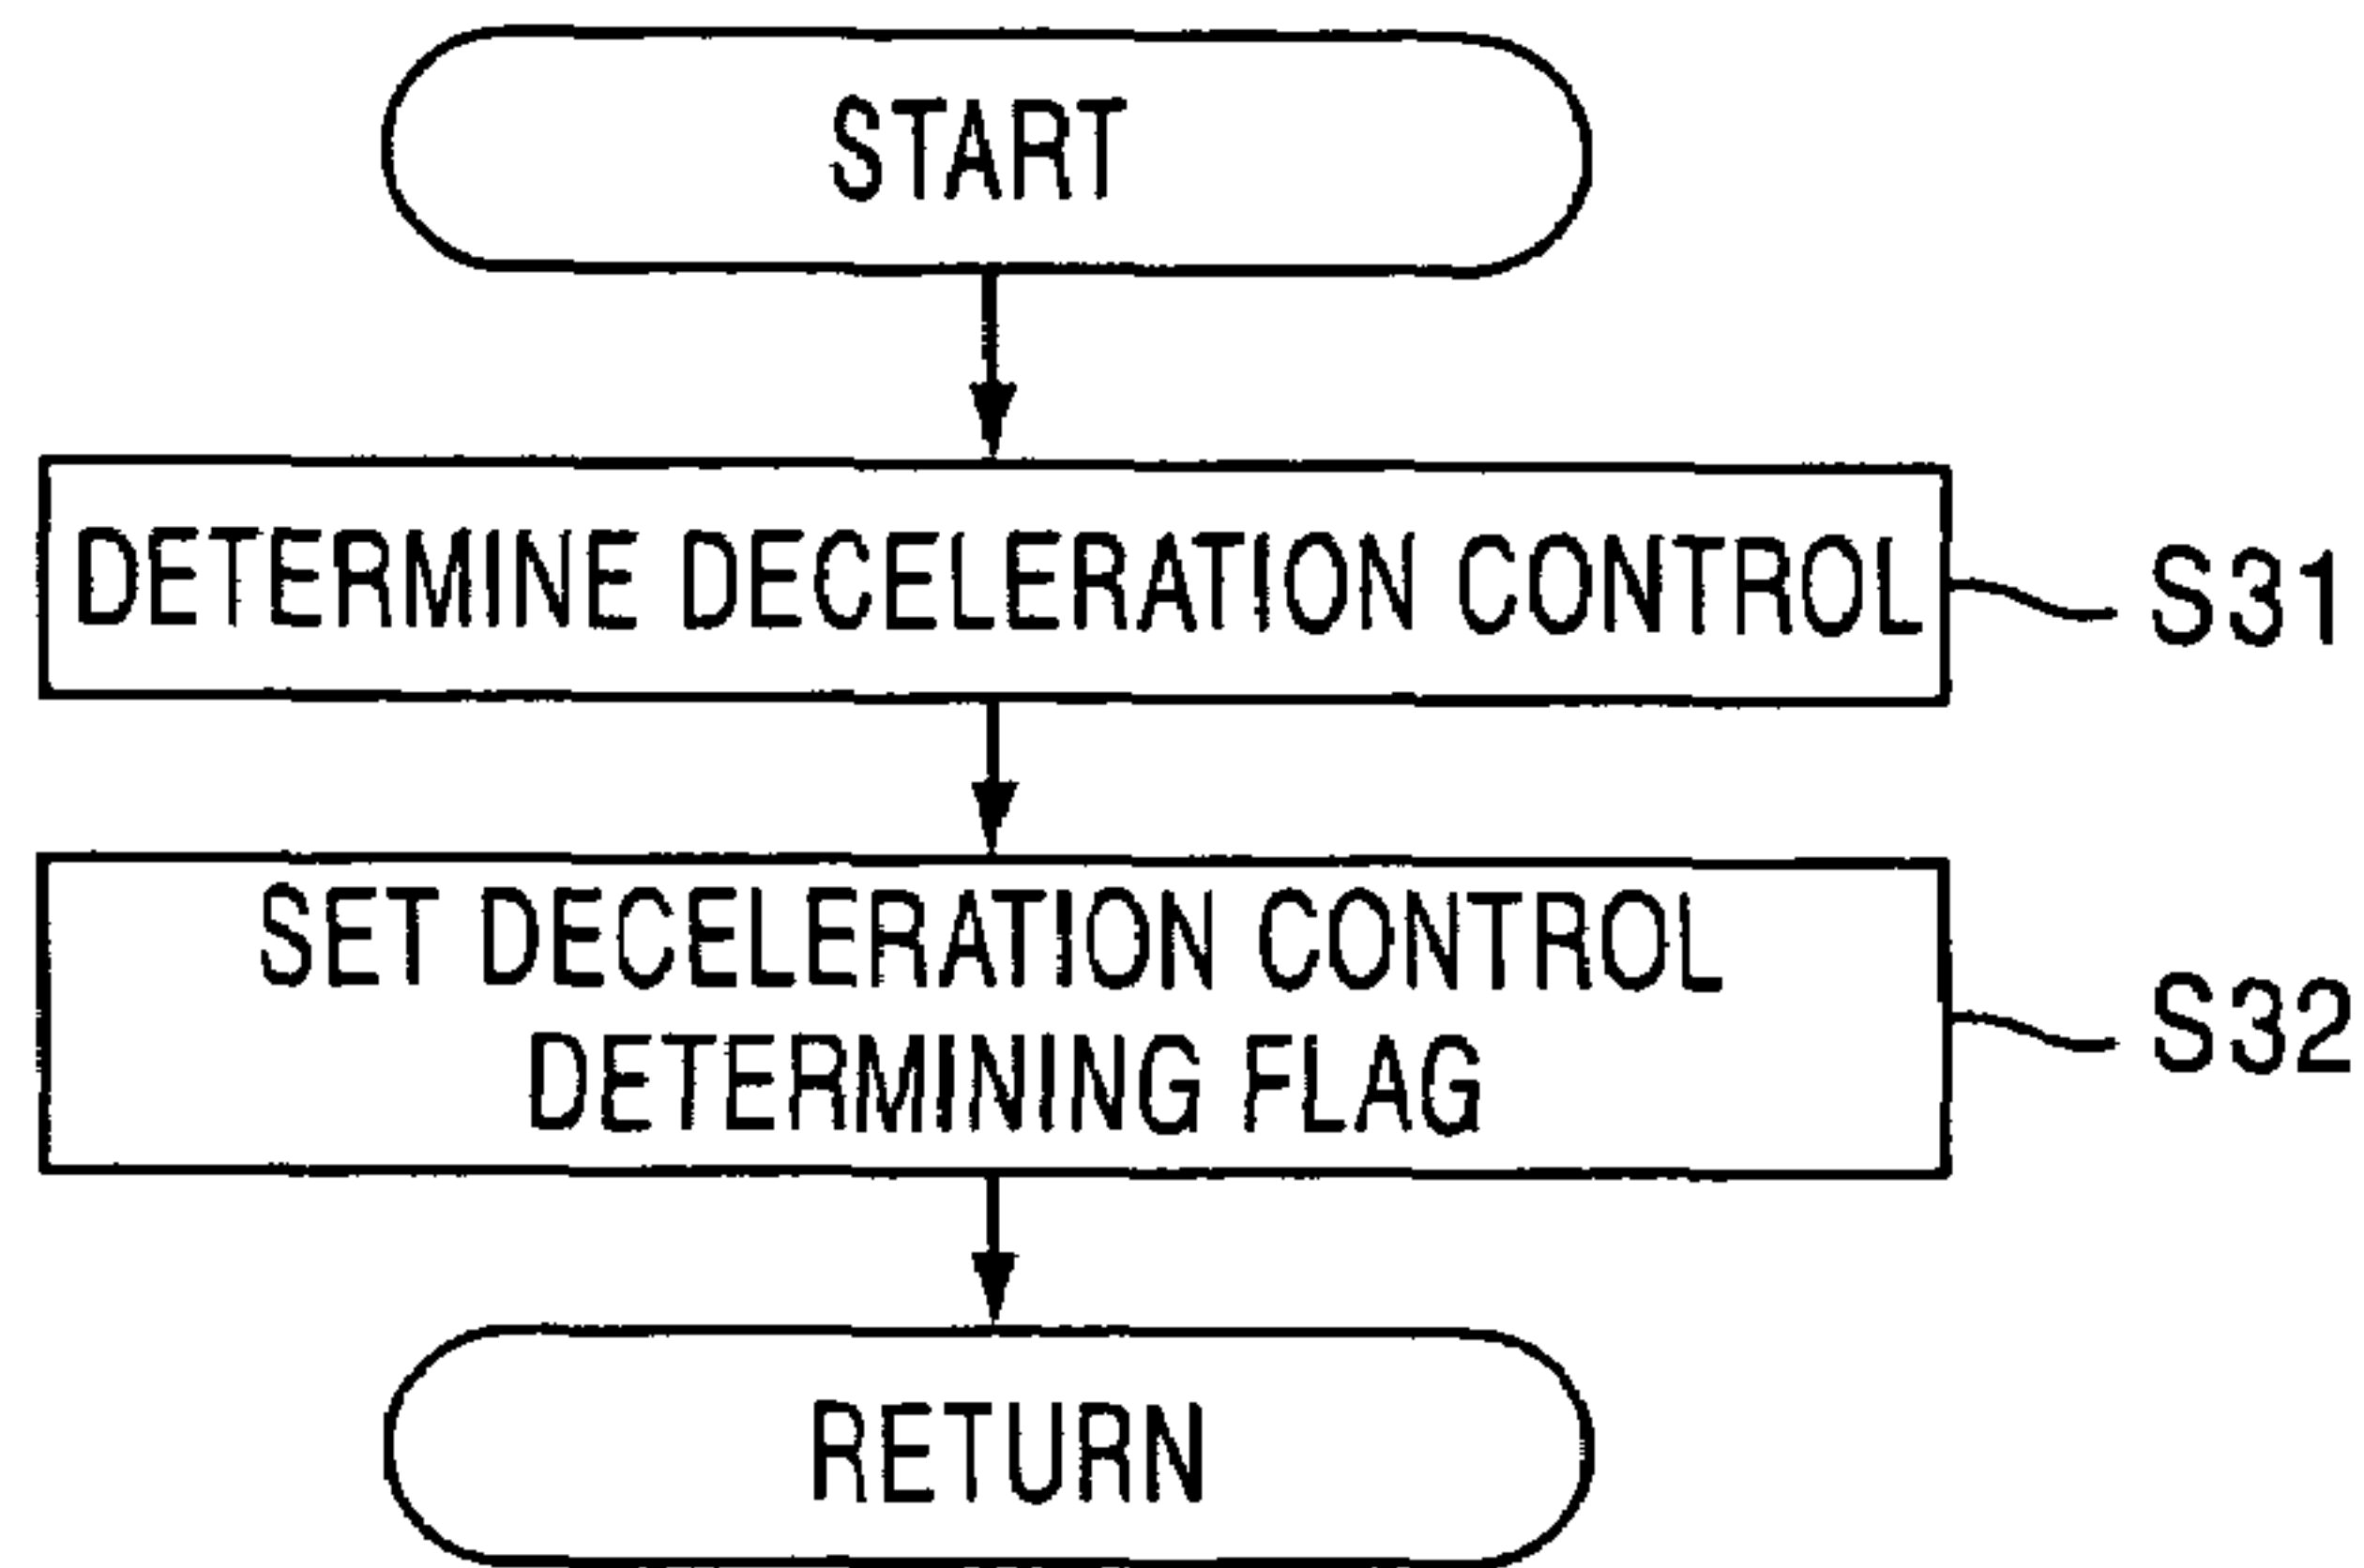 START
DETERMINE DECELERATION CONTROL
S31
SET DECELERATION CONTROL
DETERMINING FLAG
S32
RETURN